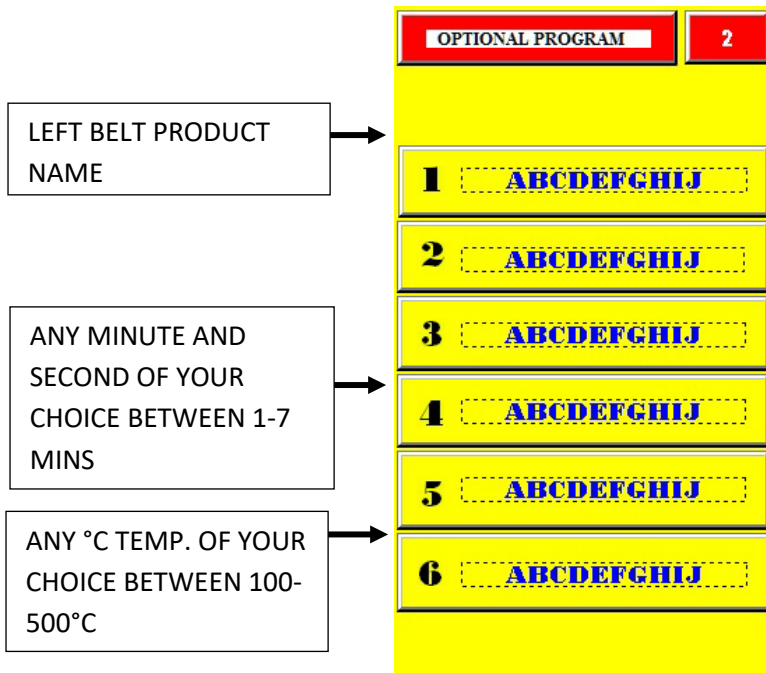 OPTIONAL PROGRAM 2
LEFT BELT PRODUCT
NAME
1 ABCDEFGHIJ
2 ABCDEFGHIJ
ANY MINUTE AND
SECOND OF YOUR
CHOICE BETWEEN 1-7
MINS
3 ABCDEFGHIJ
4 ABCDEFGHIJ
5 ABCDEFGHIJ
ANY °C TEMP. OF YOUR
CHOICE BETWEEN 100-
500°C
6 ABCDEFGHIJ